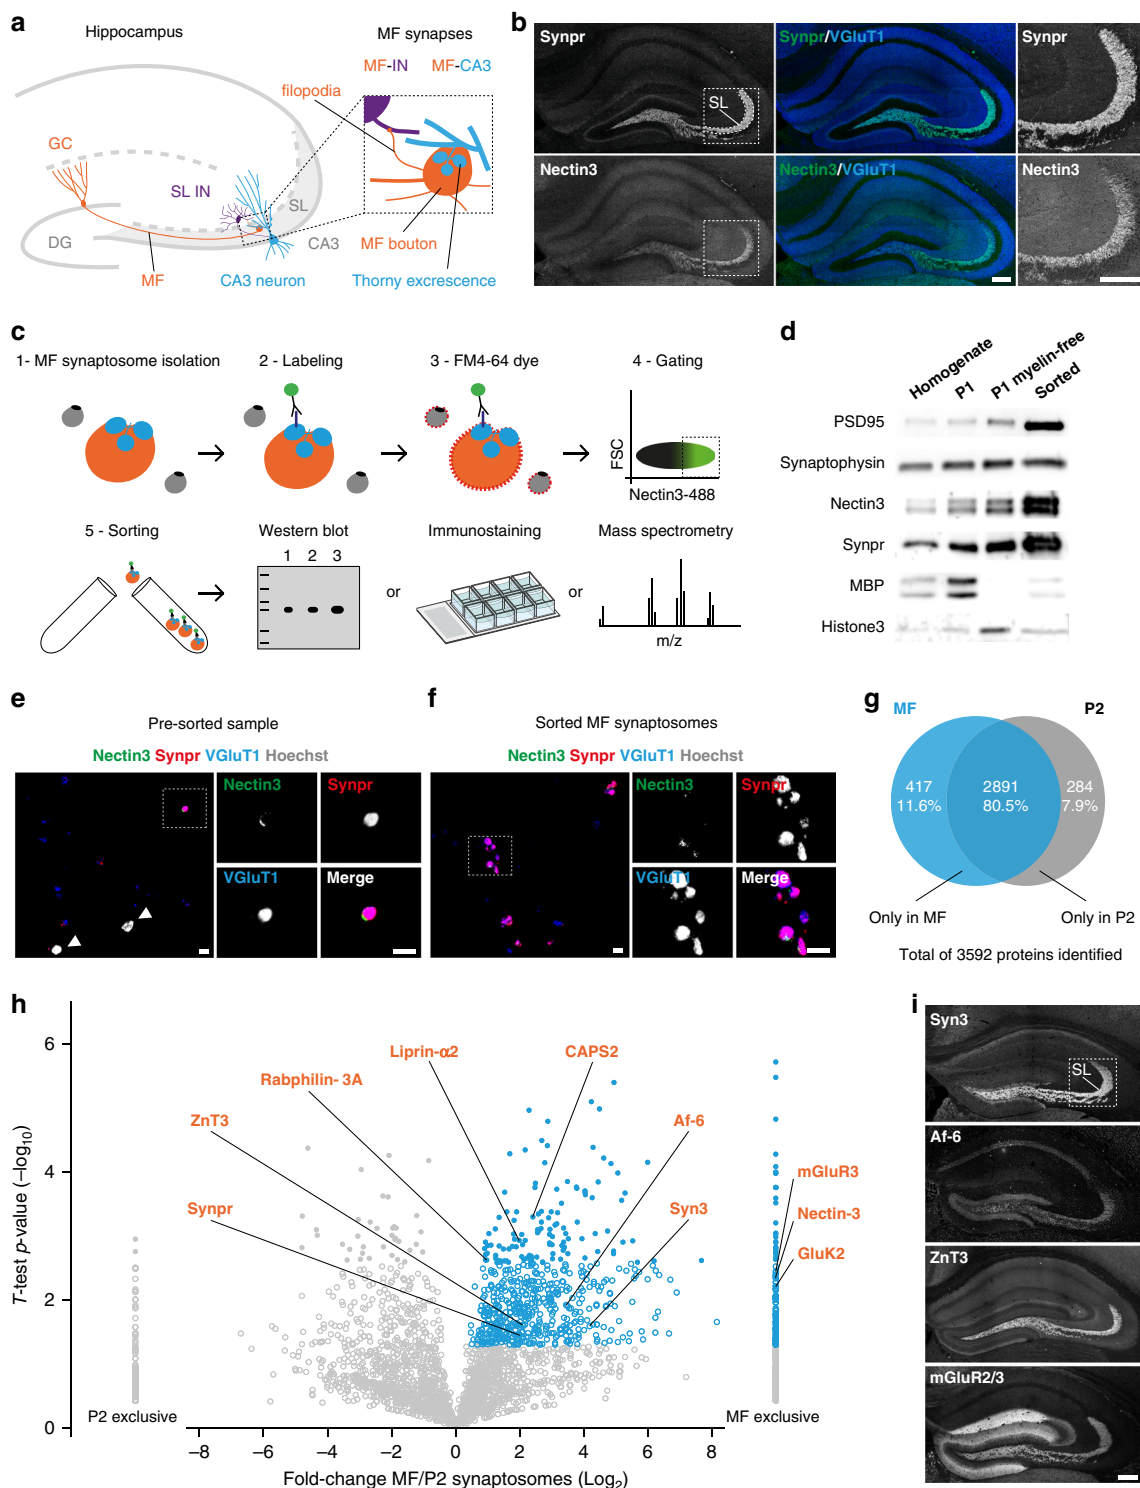 a
Hippocampus
MF synapses
MF-IN MF-CA3
filopodia
GC
SL IN
SL
DG
CA3
MF
CA3 neuron
MF bouton
Thorny excrescence
b
Synpr
SL
Synpr/VGluT1
Synpr
Nectin3
Nectin3/VGluT1
Nectin3
c
1- MF synaptosome isolation
2 - Labeling
3 - FM4-64 dye
4 - Gating
FSC
Nectin3-488
5 - Sorting
Western blot
1 2 3
or
Immunostaining
or
Mass spectrometry
m/z
d
Homogenate
P1
P1 myelin-free
Sorted
PSD95
Synaptophysin
Nectin3
Synpr
MBP
Histone3
e
Pre-sorted sample
Nectin3 Synpr VGluT1 Hoechst
Nectin3
Synpr
VGluT1
Merge
f
Sorted MF synaptosomes
Nectin3 Synpr VGluT1 Hoechst
Nectin3
Synpr
VGluT1
Merge
g
MF
P2
417
11.6%
2891
80.5%
284
7.9%
Only in MF
Only in P2
Total of 3592 proteins identified
h
T-test p-value (–log10)
6
4
2
0
Liprin-α2
CAPS2
Rabphilin- 3A
ZnT3
Af-6
Synpr
Syn3
mGluR3
Nectin-3
GluK2
P2 exclusive
MF exclusive
–8 –6 –4 –2 0 2 4 6 8
Fold-change MF/P2 synaptosomes (Log2)
i
Syn3
SL
Af-6
ZnT3
mGluR2/3